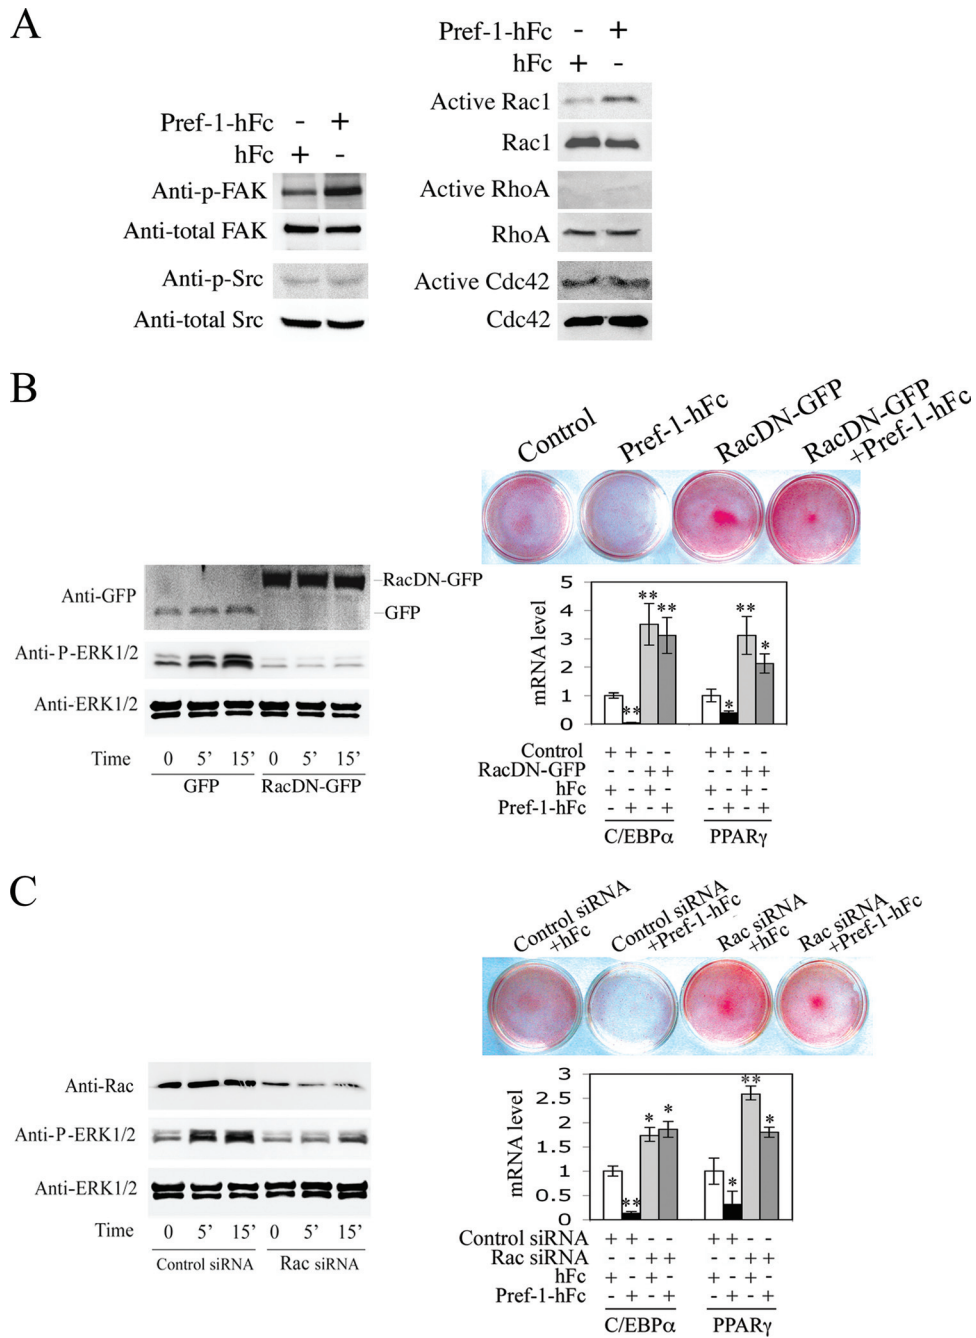 A
Pref-1-hFc - +
hFc + -
Anti-p-FAK
Anti-total FAK
Anti-p-Src
Anti-total Src
Pref-1-hFc - +
hFc + -
Active Rac1
Rac1
Active RhoA
RhoA
Active Cdc42
Cdc42
B
Anti-GFP
RacDN-GFP
GFP
Anti-P-ERK1/2
Anti-ERK1/2
Time 0 5' 15' 0 5' 15'
GFP RacDN-GFP
Control
Pref-1-hFc
RacDN-GFP
RacDN-GFP
+Pref-1-hFc
mRNA level
5
4
3
2
1
0
** ** ** * ** *
Control + + - - + + - -
RacDN-GFP - - + + - - + +
hFc + - + - + - + -
Pref-1-hFc - + - + - + - +
C/EBPα PPARγ
C
Anti-Rac
Anti-P-ERK1/2
Anti-ERK1/2
Time 0 5' 15' 0 5' 15'
Control siRNA Rac siRNA
Control siRNA
+hFc
Control siRNA
+Pref-1-hFc
Rac siRNA
+hFc
Rac siRNA
+Pref-1-hFc
mRNA level
3
2.5
2
1.5
1
0.5
0
** * * * ** *
Control siRNA + + - - + + - -
Rac siRNA - - + + - - + +
hFc + - + - + - + -
Pref-1-hFc - + - + - + - +
C/EBPα PPARγ